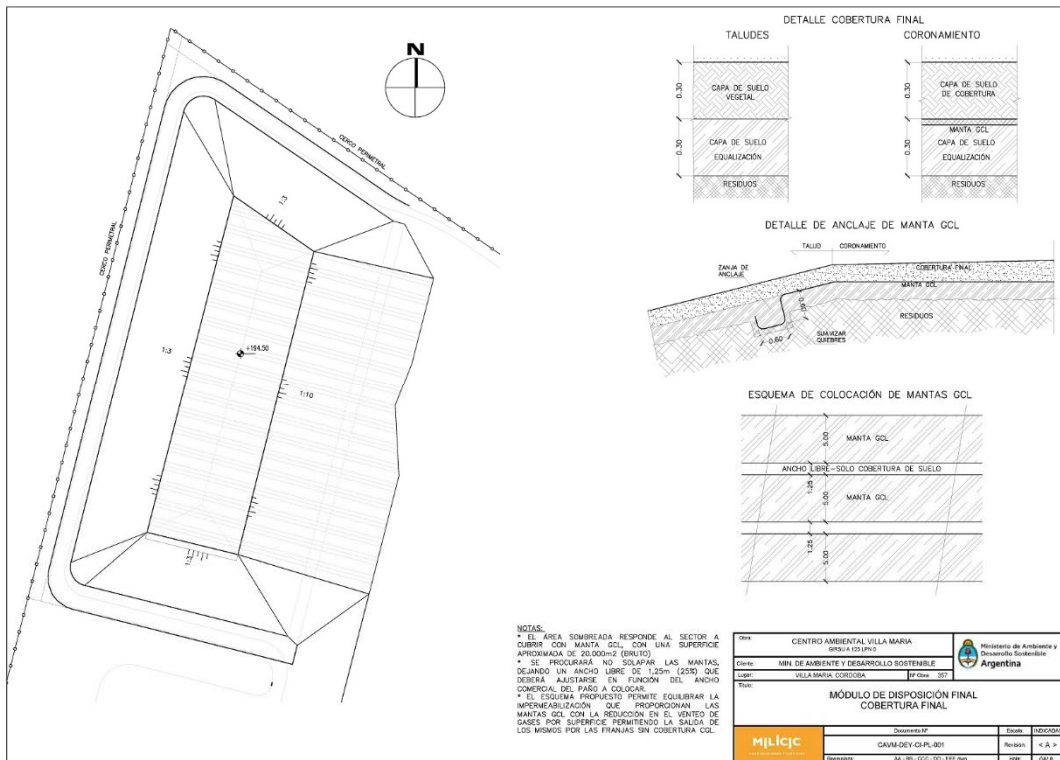 N
CERCO PERIMETRAL
CERCO PERIMETRAL
1:3
1:3
+194.50
1:10
1:3
DETALLE COBERTURA FINAL
TALUDES
CORONAMIENTO
0.30
CAPA DE SUELO
VEGETAL
0.30
CAPA DE SUELO
EQUALIZACIÓN
RESIDUOS
0.30
CAPA DE SUELO
DE COBERTURA
MANTA GCL
0.30
CAPA DE SUELO
EQUALIZACIÓN
RESIDUOS
DETALLE DE ANCLAJE DE MANTA GCL
TALUD
CORONAMIENTO
ZANJA DE
ANCLAJE
COBERTURA FINAL
MANTA GCL
RESIDUOS
0.60
0.60
SUAVIZAR
QUIEBRES
ESQUEMA DE COLOCACIÓN DE MANTAS GCL
5.00
MANTA GCL
ANCHO LIBRE-SOLO COBERTURA DE SUELO
1.25
5.00
MANTA GCL
1.25
5.00
NOTAS:
* EL ÁREA SOMBREADA RESPONDE AL SECTOR A
CUBRIR CON MANTA GCL, CON UNA SUPERFICIE
APROXIMADA DE 20.000m2 (BRUTO)
* SE PROCURARÁ NO SOLAPAR LAS MANTAS,
DEJANDO UN ANCHO LIBRE DE 1,25m (25%) QUE
DEBERÁ AJUSTARSE EN FUNCIÓN DEL ANCHO
COMERCIAL DEL PAÑO A COLOCAR.
* EL ESQUEMA PROPUESTO PERMITE EQUILIBRAR LA
IMPERMEABILIZACIÓN QUE PROPORCIONAN LAS
MANTAS GCL CON LA REDUCCIÓN EN EL VENTEO DE
GASES POR SUPERFICIE PERMITIENDO LA SALIDA DE
LOS MISMOS POR LAS FRANJAS SIN COBERTURA CGL.
Obra:
CENTRO AMBIENTAL VILLA MARIA
GIRSU A 123 LPN
Cliente:
MIN. DE AMBIENTE Y DESARROLLO SOSTENIBLE
Lugar:
VILLA MARIA, CORDOBA
Nº Obra: 357
Ministerio de Ambiente y
Desarrollo Sostenible
Argentina
Título:
MÓDULO DE DISPOSICIÓN FINAL
COBERTURA FINAL
MILICIC
Documento Nº
CAVM-DEY-CI-PL-001
Escala:
INDICADAS
Revisión:
< A >